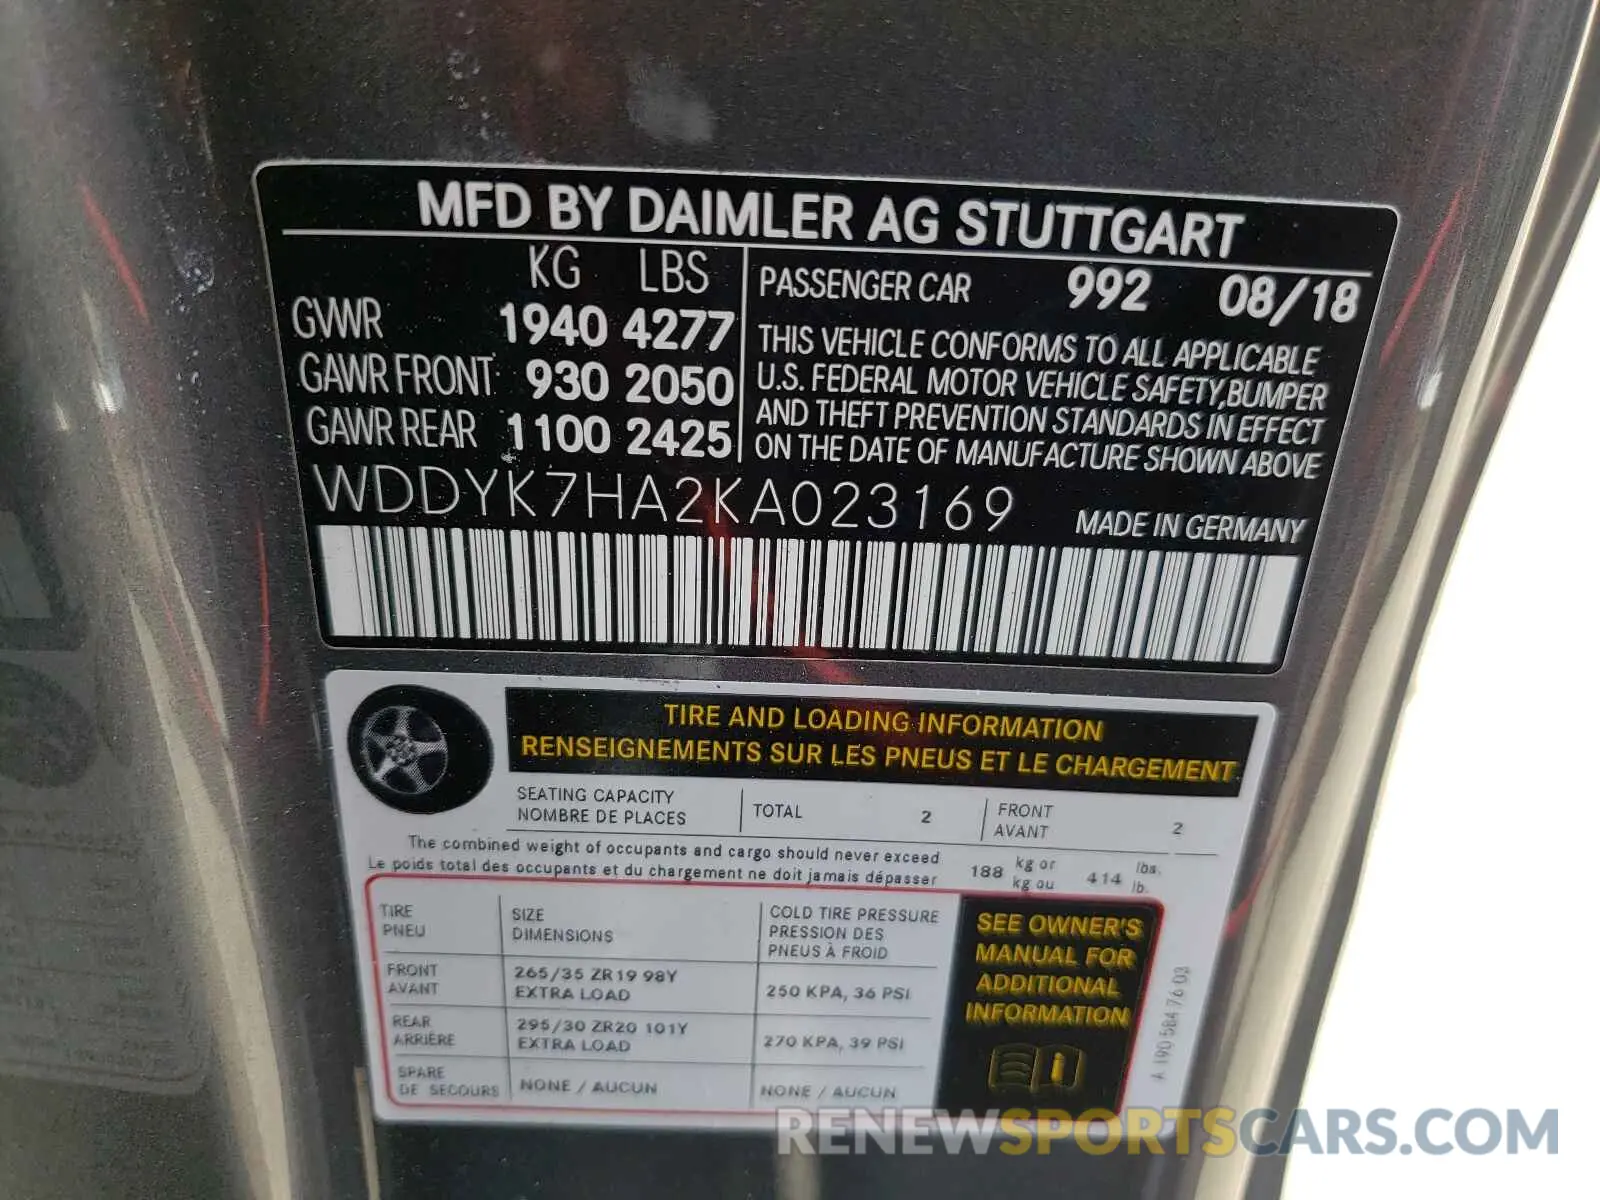 MFD BY DAIMLER AG STUTTGART
KG LBS
GVWR 1940 4277
GAWR FRONT 930 2050
GAWR REAR 1100 2425
PASSENGER CAR 992 08/18
THIS VEHICLE CONFORMS TO ALL APPLICABLE
U.S. FEDERAL MOTOR VEHICLE SAFETY, BUMPER
AND THEFT PREVENTION STANDARDS IN EFFECT
ON THE DATE OF MANUFACTURE SHOWN ABOVE
WDDYK7HA2KA023169 MADE IN GERMANY
TIRE AND LOADING INFORMATION
RENSEIGNEMENTS SUR LES PNEUS ET LE CHARGEMENT
SEATING CAPACITY
NOMBRE DE PLACES
TOTAL 2
FRONT
AVANT
2
The combined weight of occupants and cargo should never exceed
Le poids total des occupants et du chargement ne doit jamais dépasser
188 kg or
kg ou
414 lbs.
lb.
TIRE
PNEU
SIZE
DIMENSIONS
COLD TIRE PRESSURE
PRESSION DES
PNEUS À FROID
FRONT
AVANT
265/35 ZR19 98Y
EXTRA LOAD
250 KPA, 36 PSI
REAR
ARRIÈRE
295/30 ZR20 101Y
EXTRA LOAD
270 KPA, 39 PSI
SPARE
DE SECOURS
NONE / AUCUN
NONE / AUCUN
SEE OWNER'S
MANUAL FOR
ADDITIONAL
INFORMATION
A 190 584 76 03
RENEWSPORTSCARS.COM